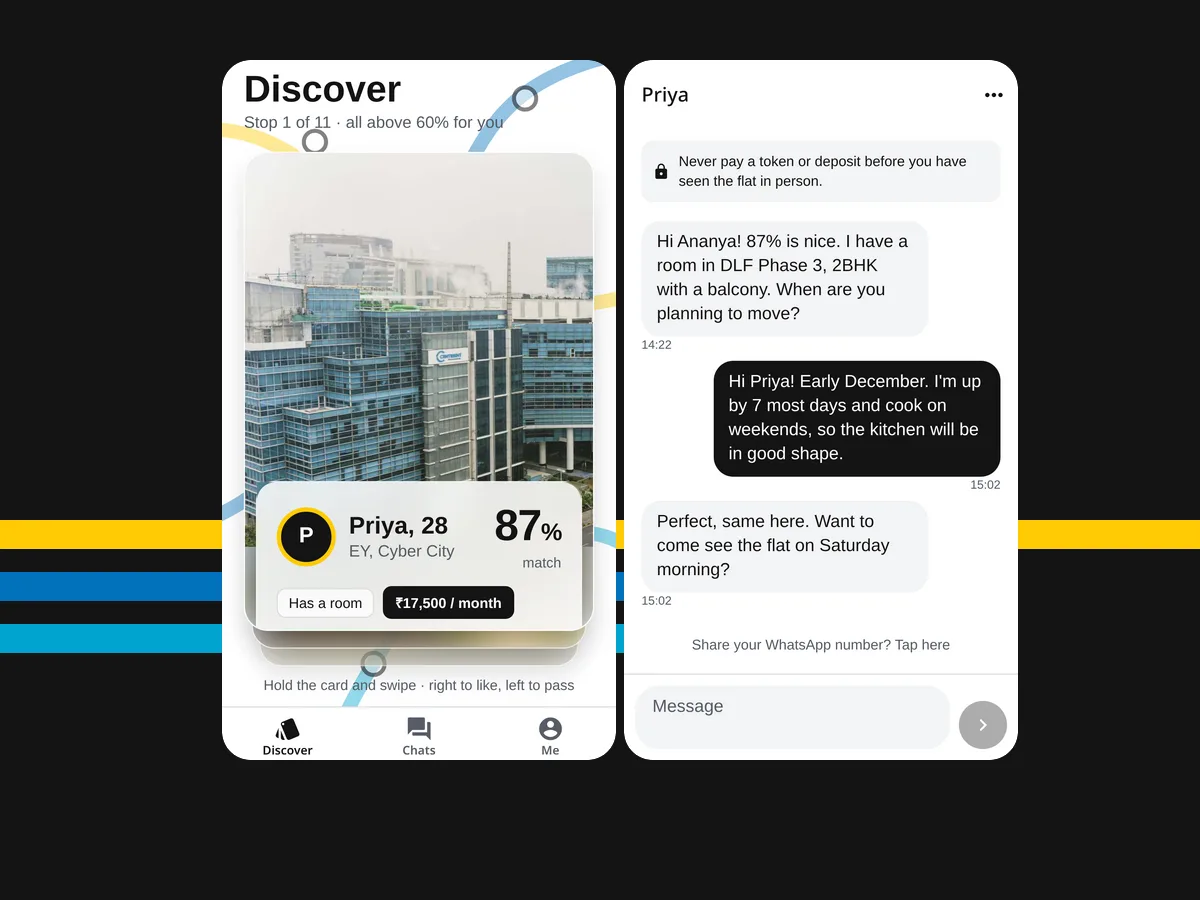 Discover
Stop 1 of 11 · all above 60% for you
P
Priya, 28
EY, Cyber City
87%
match
Has a room
₹17,500 / month
Hold the card and swipe · right to like, left to pass
Discover
Chats
Me
Priya
Never pay a token or deposit before you have
seen the flat in person.
Hi Ananya! 87% is nice. I have a
room in DLF Phase 3, 2BHK
with a balcony. When are you
planning to move?
14:22
Hi Priya! Early December. I'm up
by 7 most days and cook on
weekends, so the kitchen will be
in good shape.
15:02
Perfect, same here. Want to
come see the flat on Saturday
morning?
15:02
Share your WhatsApp number? Tap here
Message